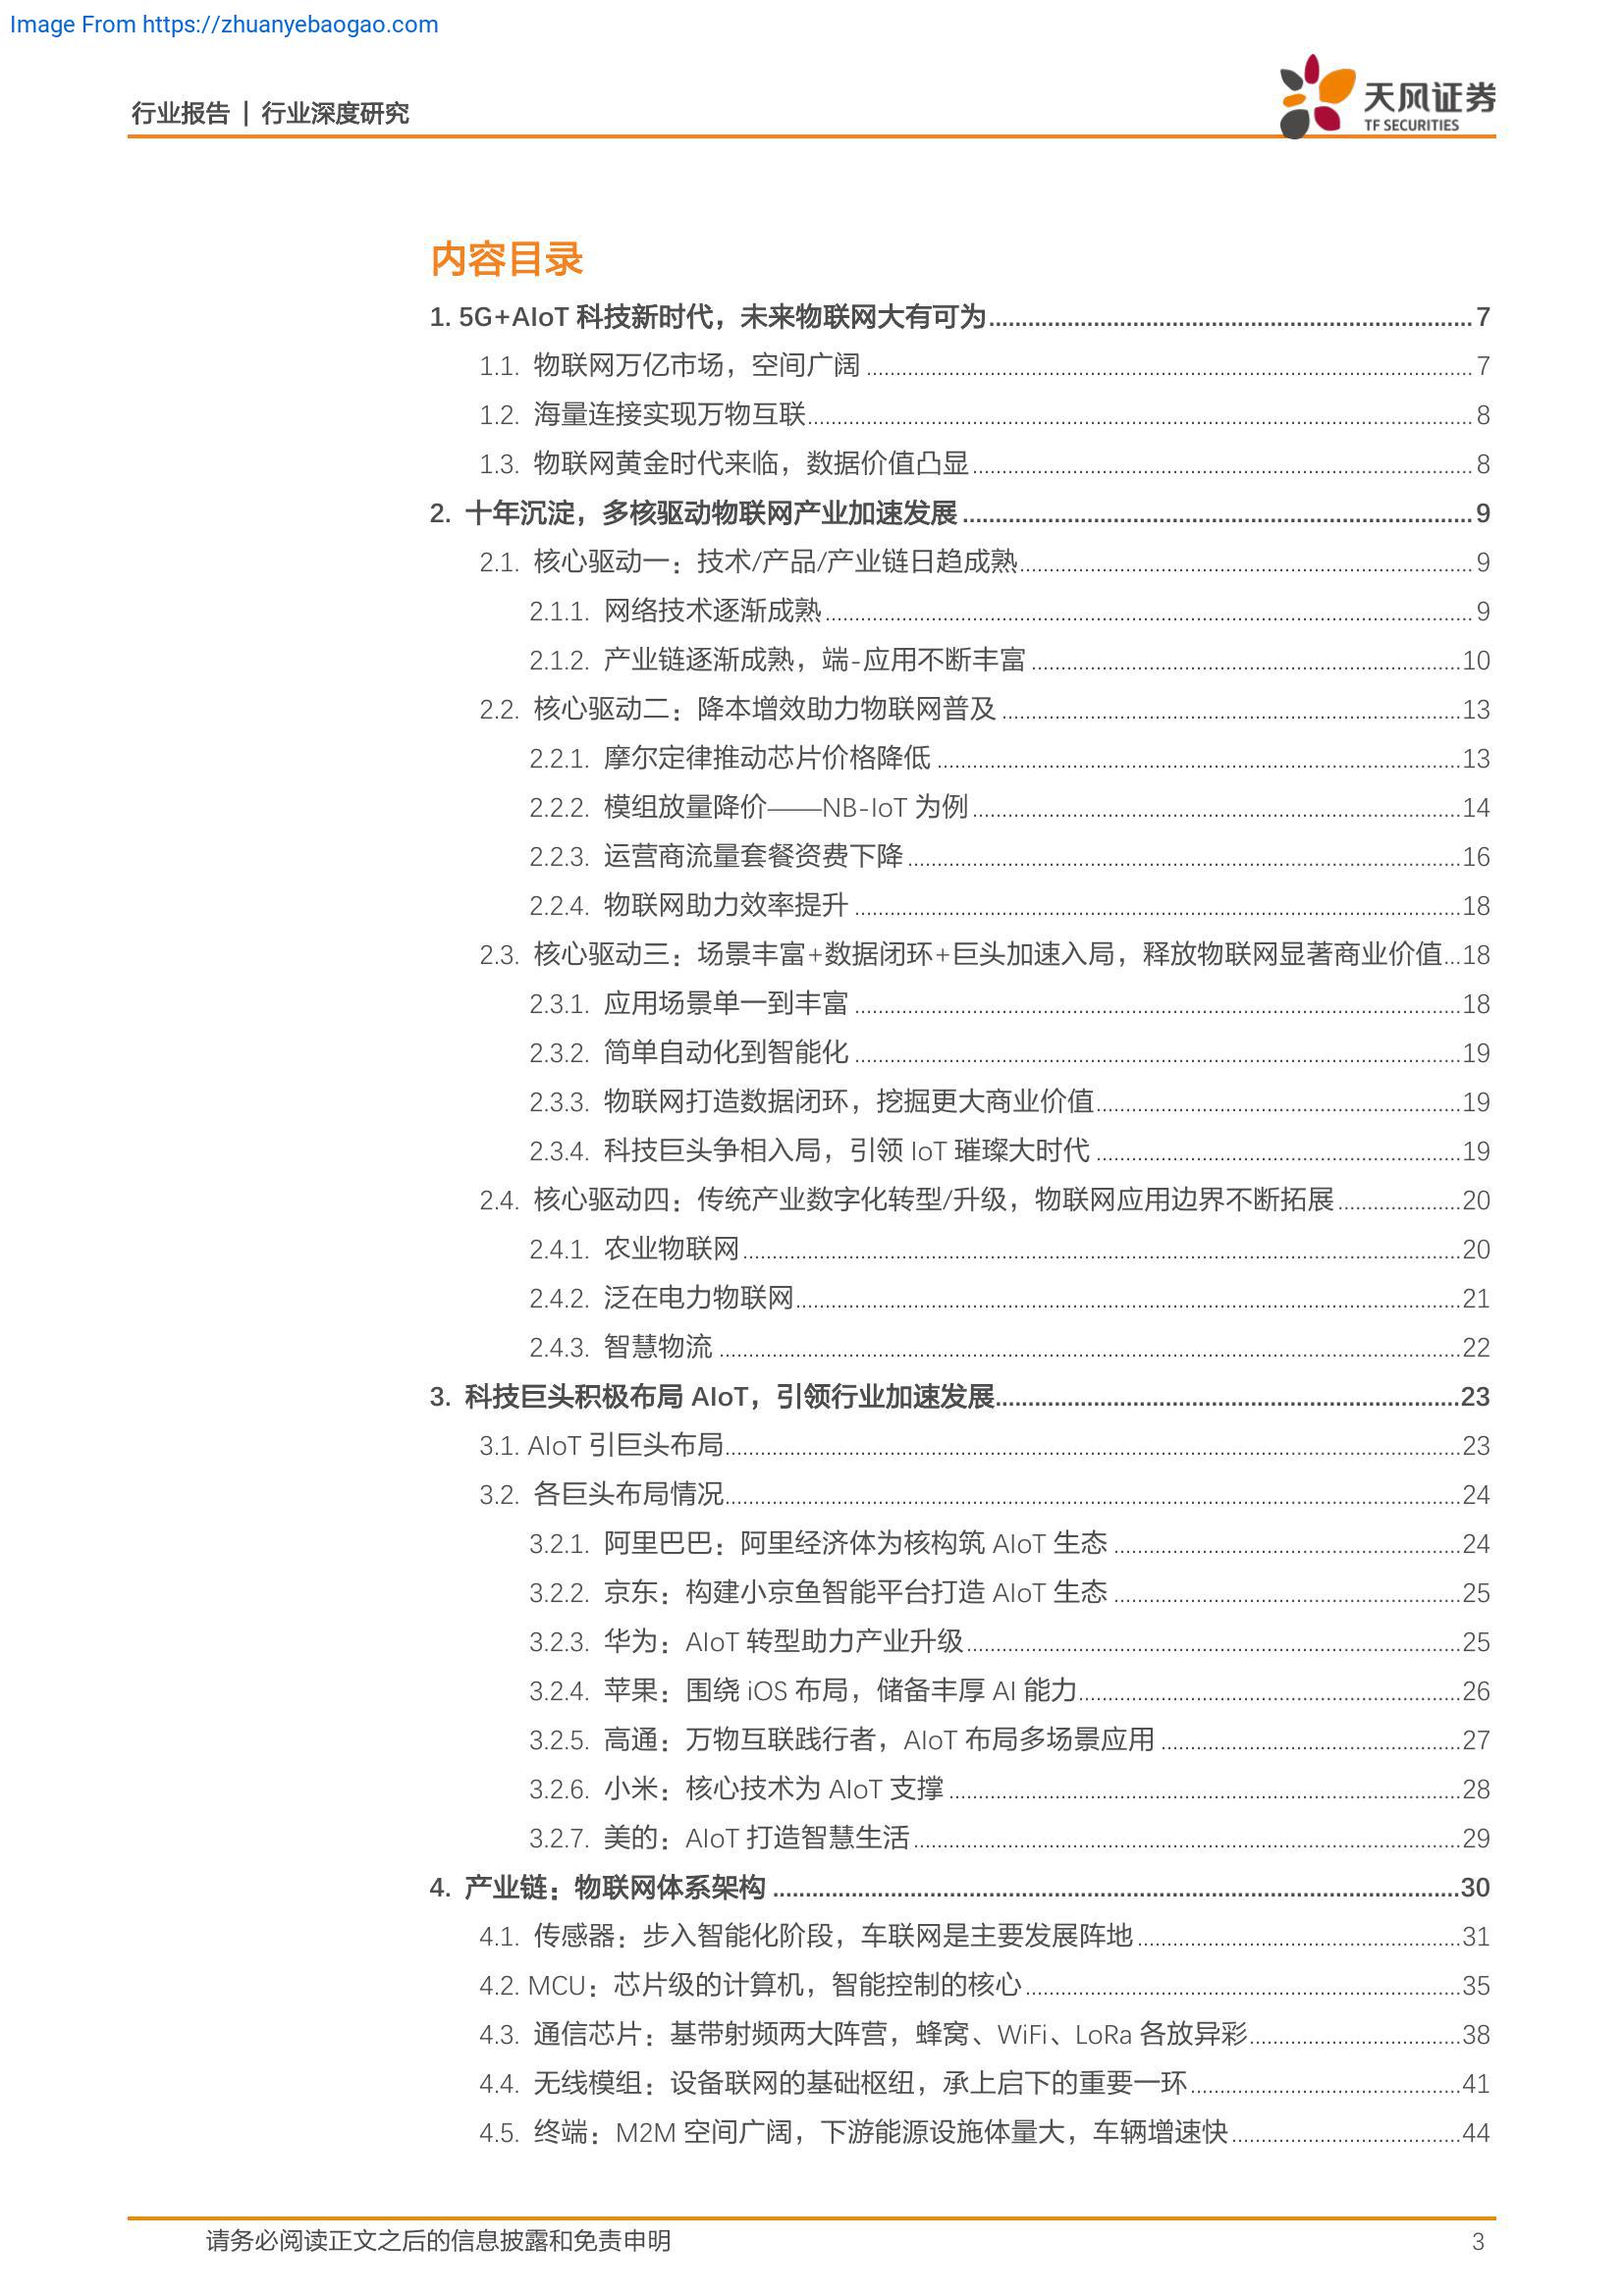 Image From https://zhuanyebaogao.com
行业报告 | 行业深度研究
天风证券
TF SECURITIES
内容目录
1. 5G+AIoT 科技新时代，未来物联网大有可为 7
1.1. 物联网万亿市场，空间广阔 7
1.2. 海量连接实现万物互联 8
1.3. 物联网黄金时代来临，数据价值凸显 8
2. 十年沉淀，多核驱动物联网产业加速发展 9
2.1. 核心驱动一：技术/产品/产业链日趋成熟 9
2.1.1. 网络技术逐渐成熟 9
2.1.2. 产业链逐渐成熟，端-应用不断丰富 10
2.2. 核心驱动二：降本增效助力物联网普及 13
2.2.1. 摩尔定律推动芯片价格降低 13
2.2.2. 模组放量降价——NB-IoT 为例 14
2.2.3. 运营商流量套餐资费下降 16
2.2.4. 物联网助力效率提升 18
2.3. 核心驱动三：场景丰富+数据闭环+巨头加速入局，释放物联网显著商业价值 18
2.3.1. 应用场景单一到丰富 18
2.3.2. 简单自动化到智能化 19
2.3.3. 物联网打造数据闭环，挖掘更大商业价值 19
2.3.4. 科技巨头争相入局，引领 IoT 璀璨大时代 19
2.4. 核心驱动四：传统产业数字化转型/升级，物联网应用边界不断拓展 20
2.4.1. 农业物联网 20
2.4.2. 泛在电力物联网 21
2.4.3. 智慧物流 22
3. 科技巨头积极布局 AIoT，引领行业加速发展 23
3.1. AIoT 引巨头布局 23
3.2. 各巨头布局情况 24
3.2.1. 阿里巴巴：阿里经济体为核构筑 AIoT 生态 24
3.2.2. 京东：构建小京鱼智能平台打造 AIoT 生态 25
3.2.3. 华为：AIoT 转型助力产业升级 25
3.2.4. 苹果：围绕 iOS 布局，储备丰厚 AI 能力 26
3.2.5. 高通：万物互联践行者，AIoT 布局多场景应用 27
3.2.6. 小米：核心技术为 AIoT 支撑 28
3.2.7. 美的：AIoT 打造智慧生活 29
4. 产业链：物联网体系架构 30
4.1. 传感器：步入智能化阶段，车联网是主要发展阵地 31
4.2. MCU：芯片级的计算机，智能控制的核心 35
4.3. 通信芯片：基带射频两大阵营，蜂窝、WiFi、LoRa 各放异彩 38
4.4. 无线模组：设备联网的基础枢纽，承上启下的重要一环 41
4.5. 终端：M2M 空间广阔，下游能源设施体量大，车辆增速快 44
请务必阅读正文之后的信息披露和免责申明 3